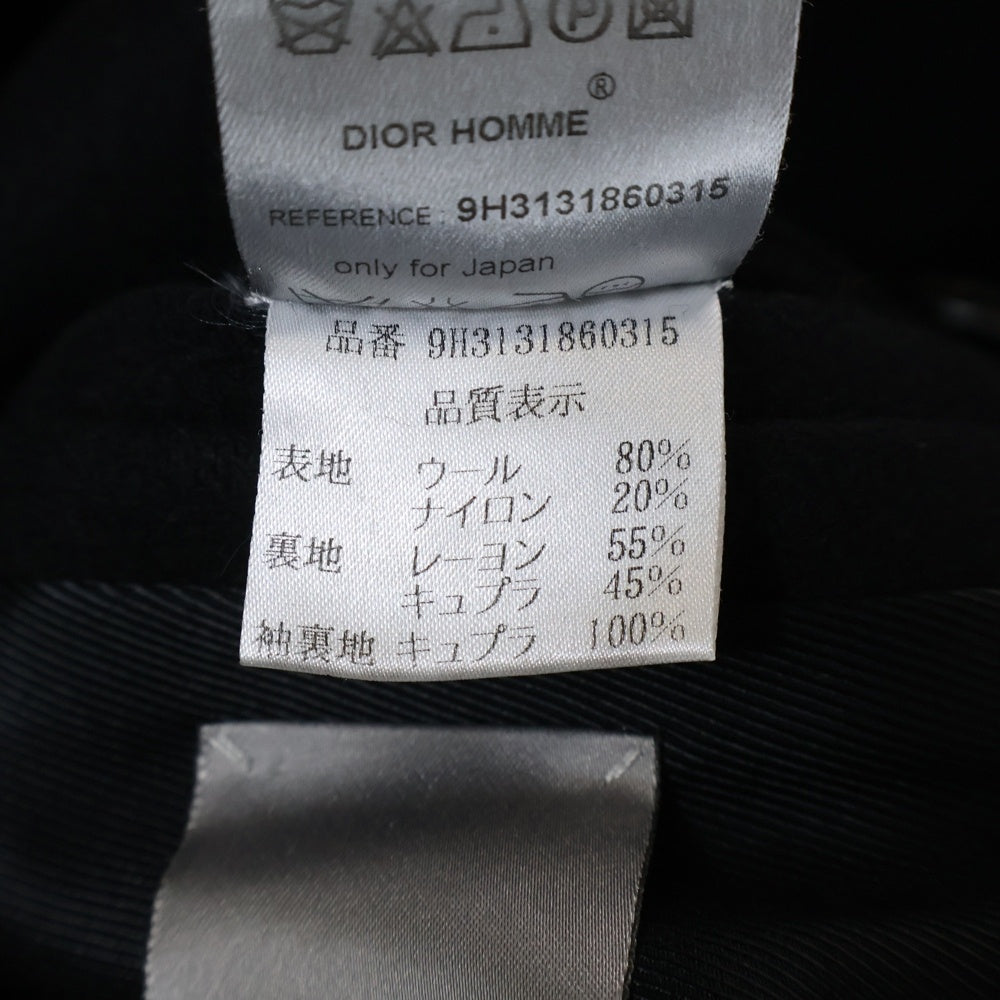 DIOR HOMME®
REFERENCE : 9H3131860315
only for Japan
品番 9H3131860315
品質表示
表地 ウール 80%
ナイロン 20%
裏地 レーヨン 55%
キュプラ 45%
袖裏地 キュプラ 100%